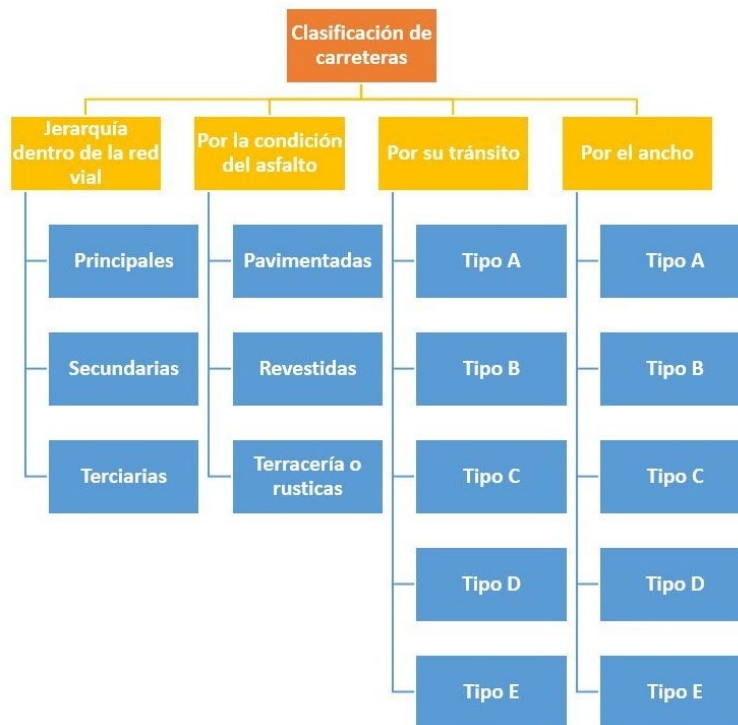 Clasificación de
carreteras
Jerarquía
dentro de la red
vial
Por la condición
del asfalto
Por su tránsito
Por el ancho
Principales
Secundarias
Terciarias
Pavimentadas
Revestidas
Terracería o
rusticas
Tipo A
Tipo B
Tipo C
Tipo D
Tipo E
Tipo A
Tipo B
Tipo C
Tipo D
Tipo E